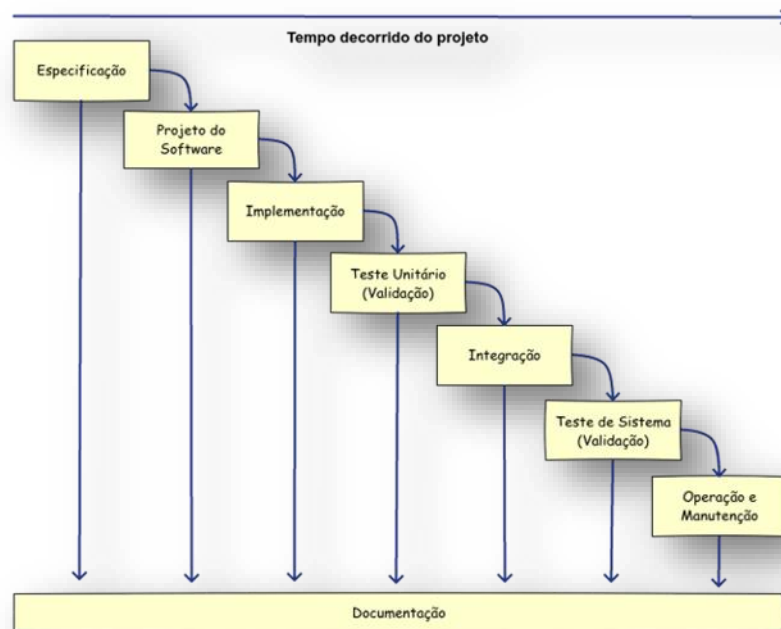 Tempo decorrido do projeto
Especificação
Projeto do
Software
Implementação
Teste Unitário
(Validação)
Integração
Teste de Sistema
(Validação)
Operação e
Manutenção
Documentação